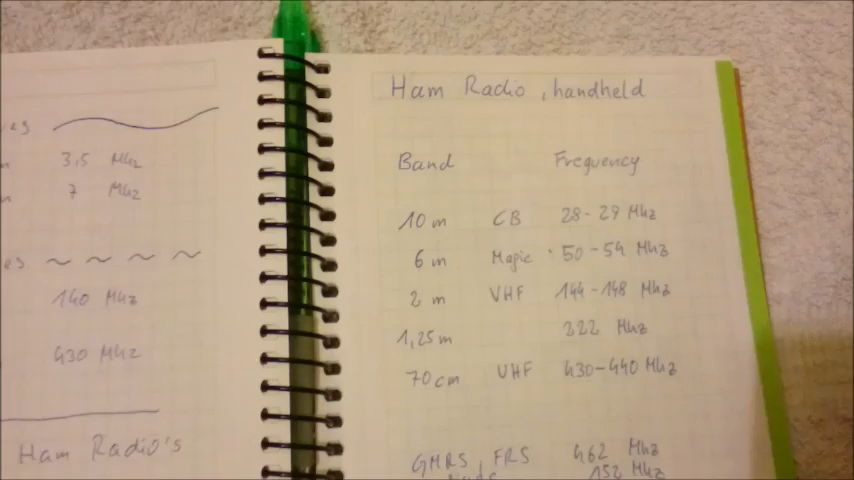 3,5 Mhz
7 Mhz
140 Mhz
430 Mhz
Ham Radio's
Ham Radio, handheld
Band Frequency
10 m CB 28-29 Mhz
6 m Magic 50-54 Mhz
2 m VHF 144-148 Mhz
1,25 m 222 Mhz
70 cm UHF 430-440 Mhz
GMRS, FRS 462 Mhz
152 Mhz